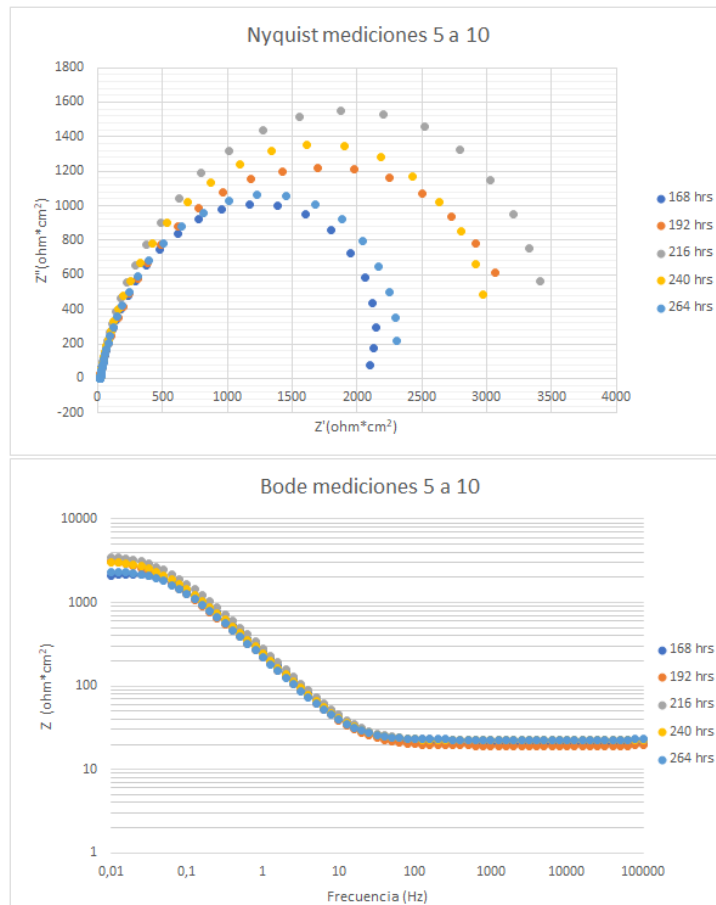 Nyquist mediciones 5 a 10
1800
1600
1400
1200
1000
800
600
400
200
0
-200
Z''(ohm*cm²)
0 500 1000 1500 2000 2500 3000 3500 4000
Z'(ohm*cm²)
168 hrs
192 hrs
216 hrs
240 hrs
264 hrs
Bode mediciones 5 a 10
10000
1000
100
10
1
Z (ohm*cm²)
0,01 0,1 1 10 100 1000 10000 100000
Frecuencia (Hz)
168 hrs
192 hrs
216 hrs
240 hrs
264 hrs